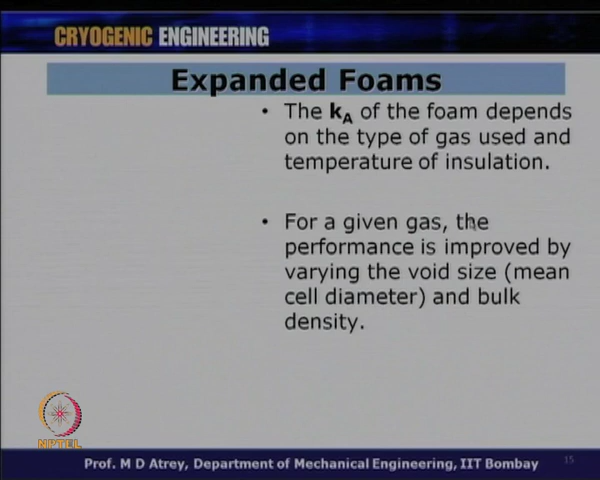 CRYOGENIC ENGINEERING
Expanded Foams
• The kA of the foam depends
on the type of gas used and
temperature of insulation.
• For a given gas, the
performance is improved by
varying the void size (mean
cell diameter) and bulk
density.
NPTEL
Prof. M D Atrey, Department of Mechanical Engineering, IIT Bombay
15